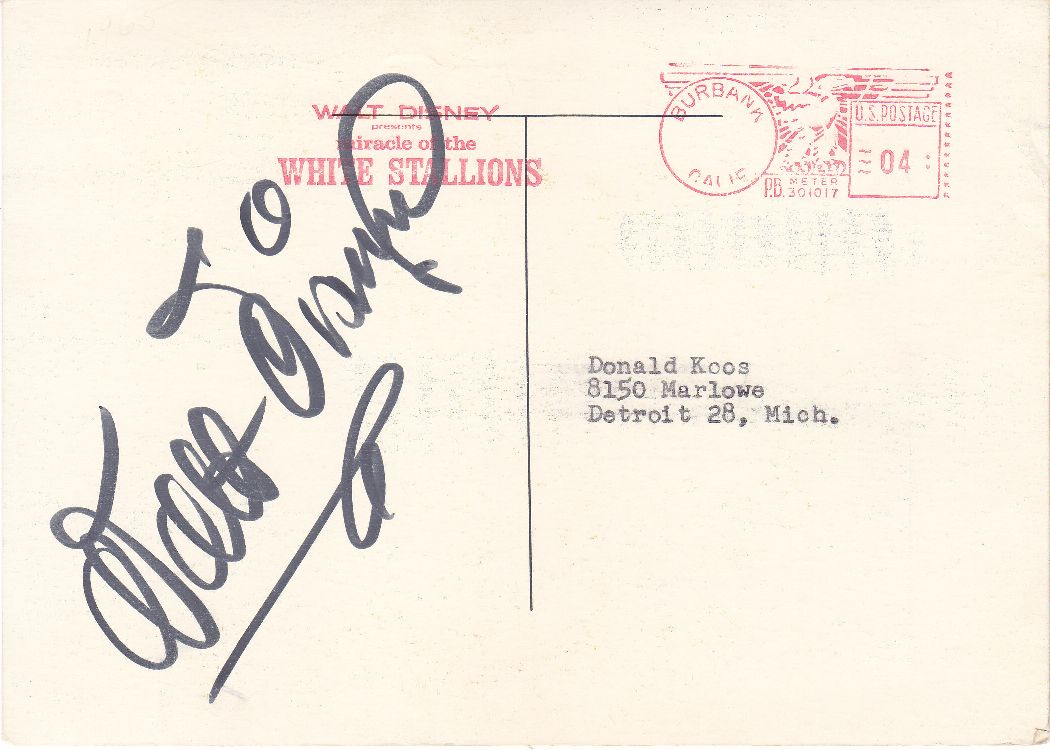 WALT DISNEY
presents
miracle of the
WHITE STALLIONS
BURBANK
CALIF
U.S. POSTAGE
04
P.B. METER
301017
To
Donald Koos
8150 Marlowe
Detroit 28, Mich.